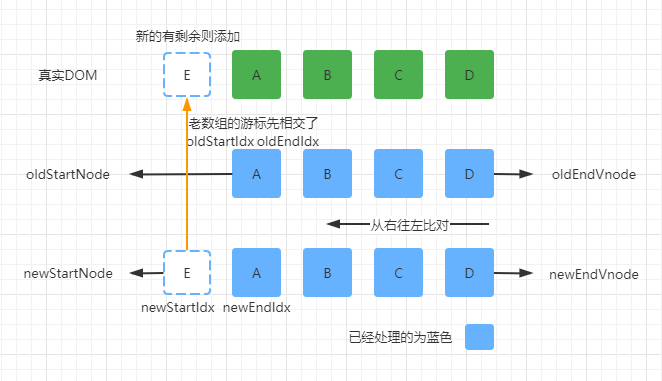 新的有剩余则添加
真实DOM E A B C D
老数组的游标先相交了
oldStartIdx oldEndIdx
oldStartNode A B C D oldEndVnode
从右往左比对
newStartNode E A B C D newEndVnode
newStartIdx newEndIdx
已经处理的为蓝色